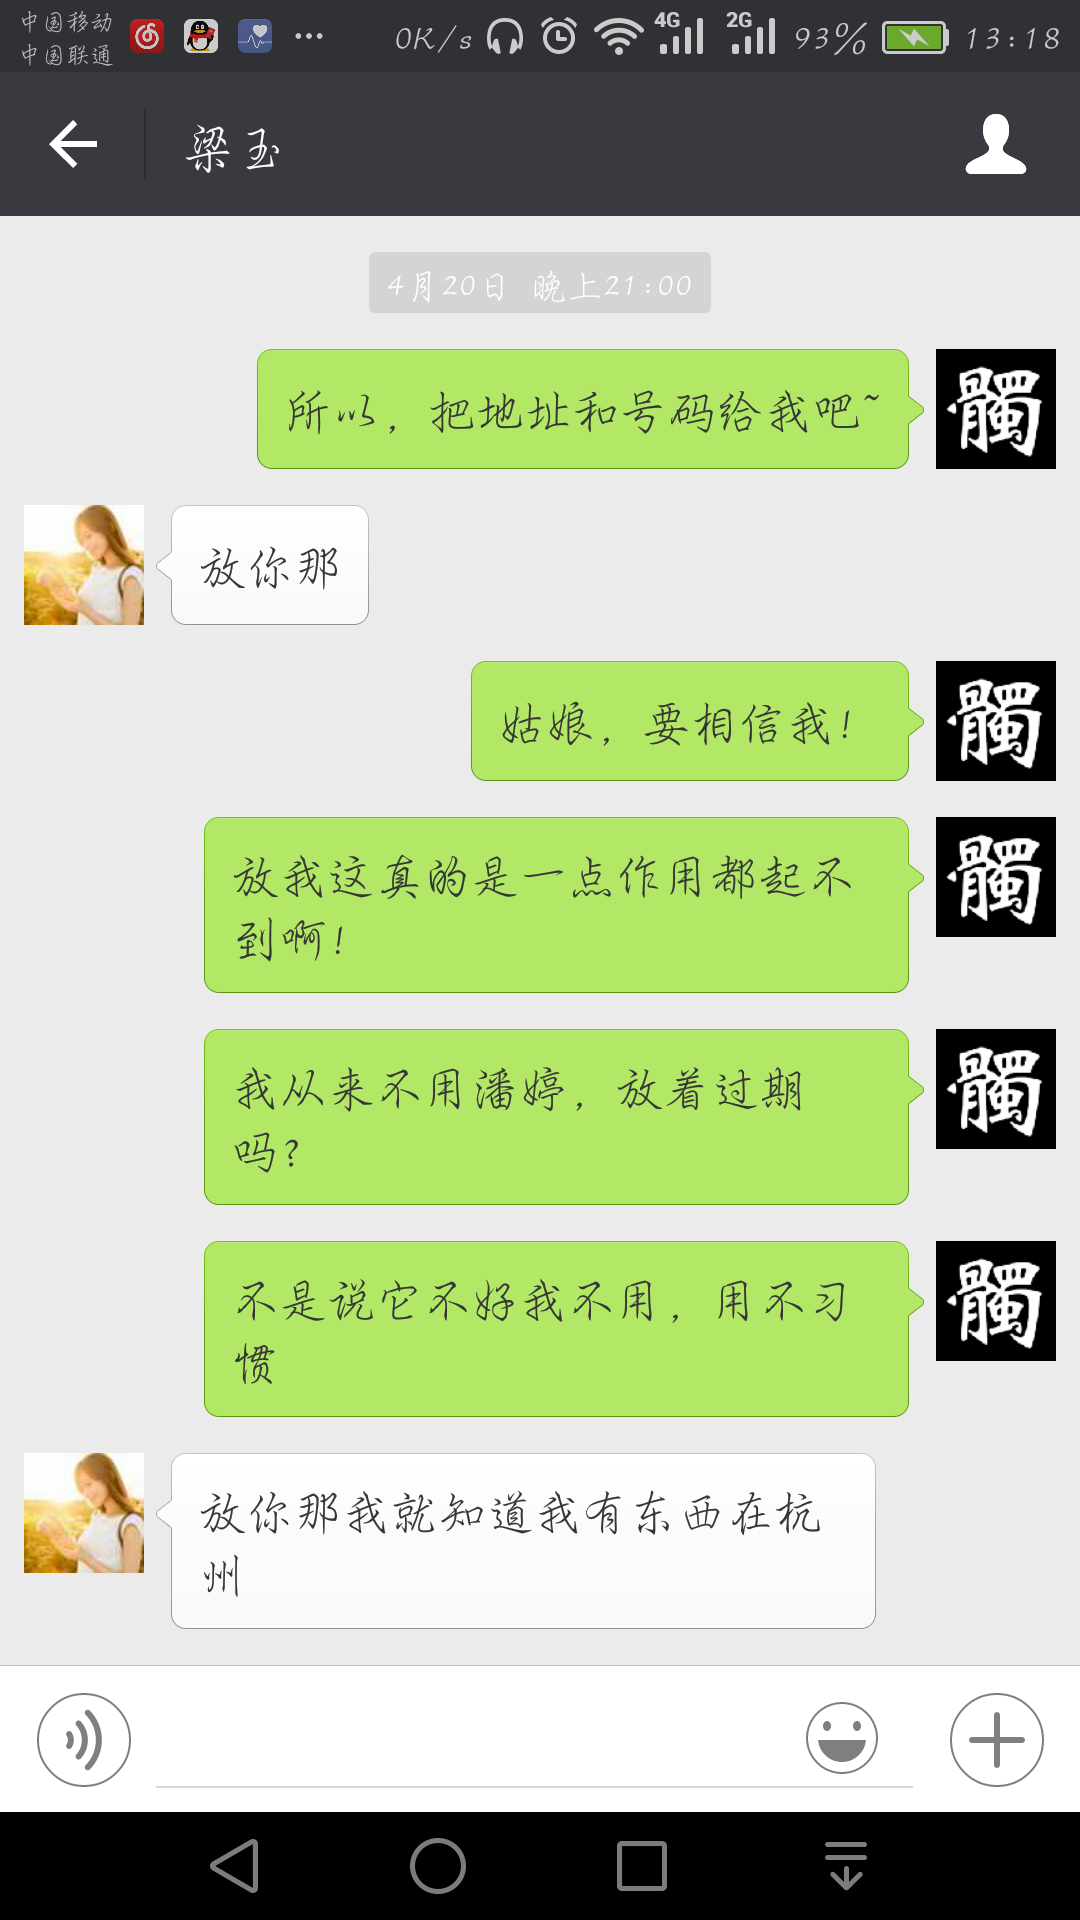 中国移动
中国联通
0K/s
4G
2G
93%
13:18
梁玉
4月20日 晚上21:00
所以，把地址和号码给我吧~
髑
放你那
姑娘，要相信我！
髑
放我这真的是一点作用都起不
到啊！
髑
我从来不用潘婷，放着过期
吗？
髑
不是说它不好我不用，用不习
惯
髑
放你那我就知道我有东西在杭
州